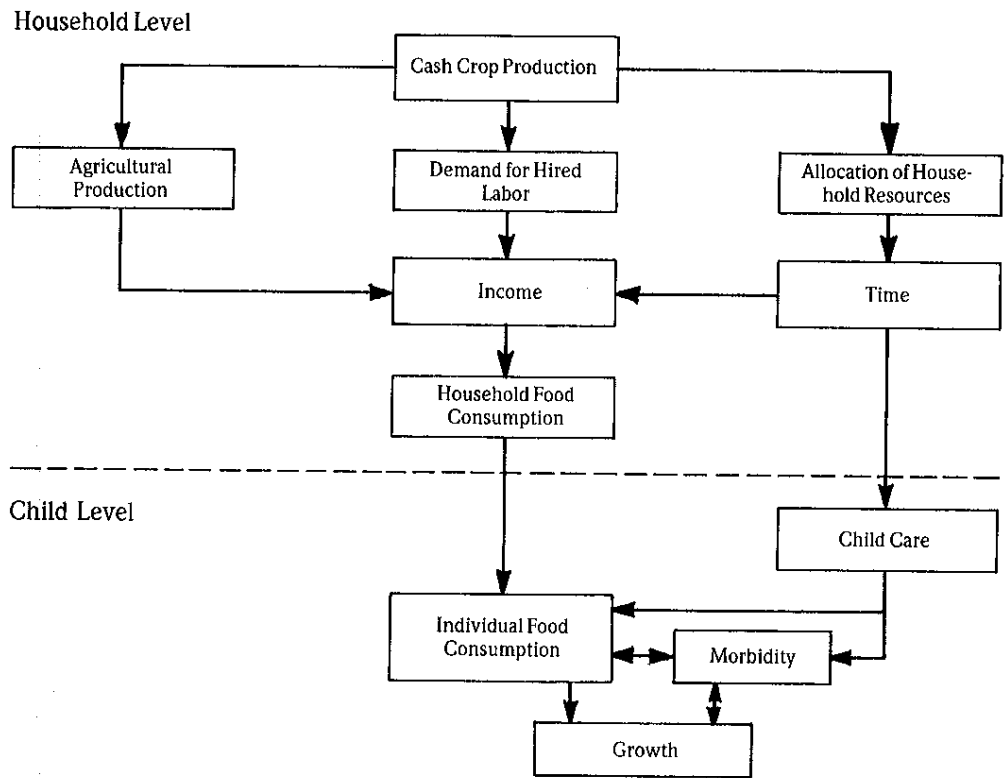 Household Level
Cash Crop Production
Agricultural
Production
Demand for Hired
Labor
Allocation of House-
hold Resources
Income
Time
Household Food
Consumption
Child Level
Child Care
Individual Food
Consumption
Morbidity
Growth